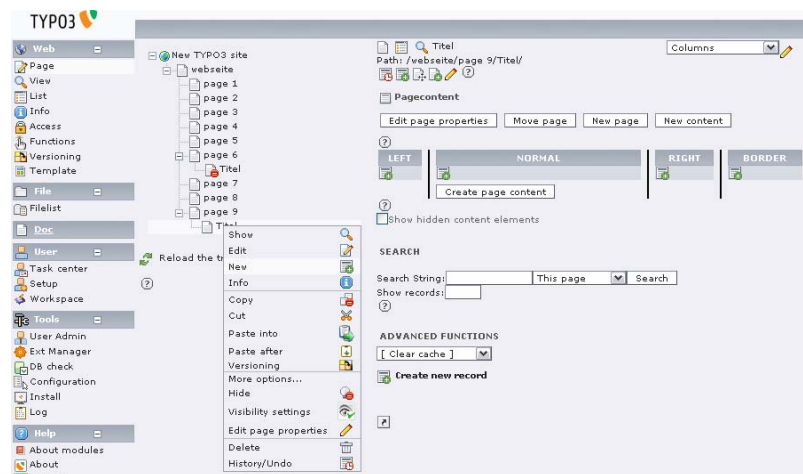 TYPO3
Web
Page
View
List
Info
Access
Functions
Versioning
Template
File
Filelist
Doc
User
Task center
Setup
Workspace
Tools
User Admin
Ext Manager
DB check
Configuration
Install
Log
Help
About modules
About
New TYPO3 site
webseite
page 1
page 2
page 3
page 4
page 5
page 6
Titel
page 7
page 8
page 9
Titel
Reload the tr
Show
Edit
New
Info
Copy
Cut
Paste into
Paste after
Versioning
More options...
Hide
Visibility settings
Edit page properties
Delete
History/Undo
Titel
Columns
Path: /webseite/page 9/Titel/
Pagecontent
Edit page properties Move page New page New content
LEFT NORMAL RIGHT BORDER
Create page content
Show hidden content elements
SEARCH
Search String: This page Search
Show records:
ADVANCED FUNCTIONS
[ Clear cache ]
Create new record